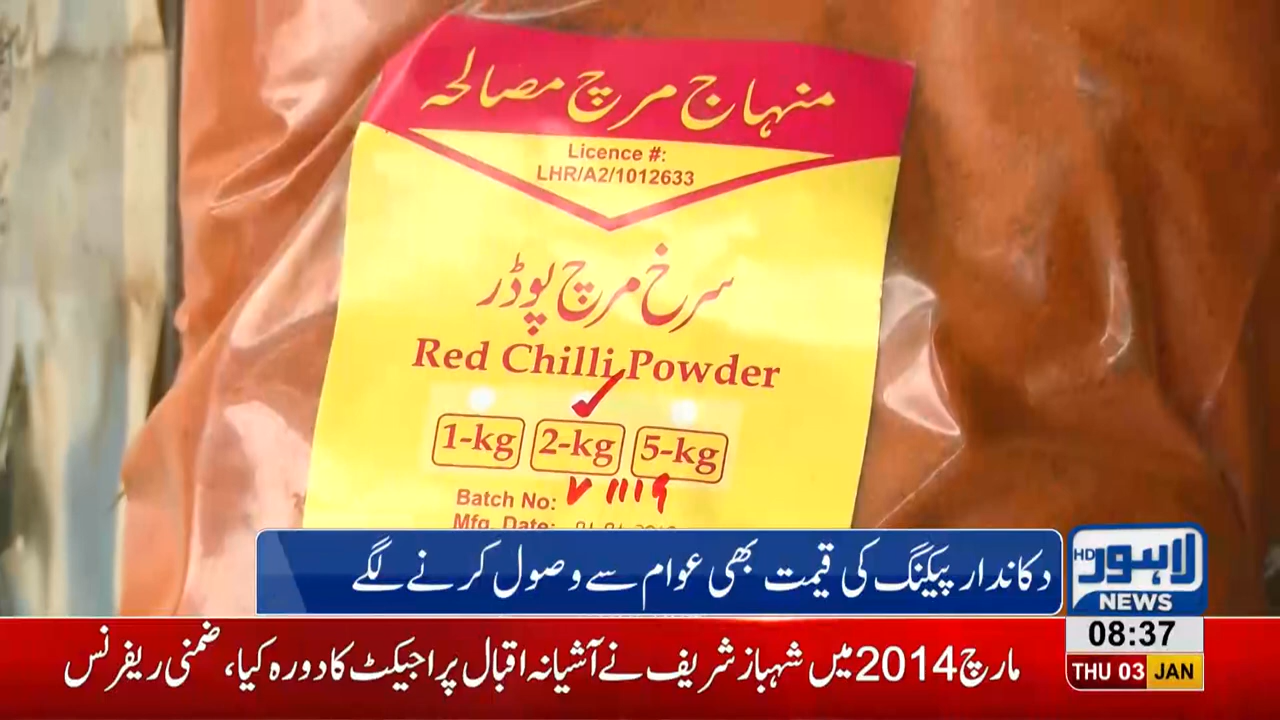 منہاج مرچ مصالحہ
Licence #:
LHR/A2/1012633
سرخ مرچ پوڈر
Red Chilli Powder
1-kg 2-kg 5-kg
Batch No:
Mfg. Date:
دکاندار پیکنگ کی قیمت بھی عوام سے وصول کرنے لگے
HD لاہور
NEWS
08:37
THU 03 JAN
مارچ 2014 میں شہباز شریف نے آشیانہ اقبال پراجیکٹ کا دورہ کیا، ضمنی ریفرنس